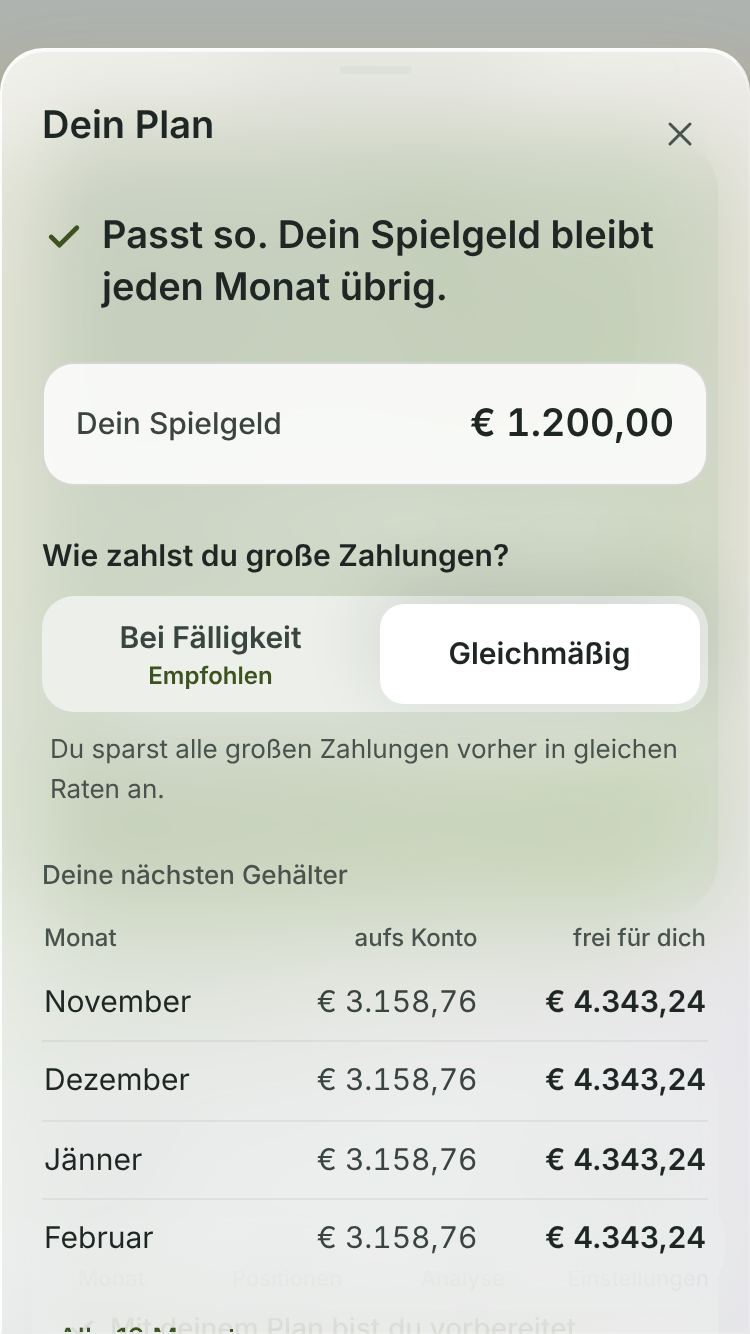 Dein Plan
Passt so. Dein Spielgeld bleibt
jeden Monat übrig.
Dein Spielgeld € 1.200,00
Wie zahlst du große Zahlungen?
Bei Fälligkeit
Empfohlen
Gleichmäßig
Du sparst alle großen Zahlungen vorher in gleichen
Raten an.
Deine nächsten Gehälter
Monat aufs Konto frei für dich
November € 3.158,76 € 4.343,24
Dezember € 3.158,76 € 4.343,24
Jänner € 3.158,76 € 4.343,24
Februar € 3.158,76 € 4.343,24
Monat Positionen Analyse Einstellungen
Mit deinem Plan bist du vorbereitet